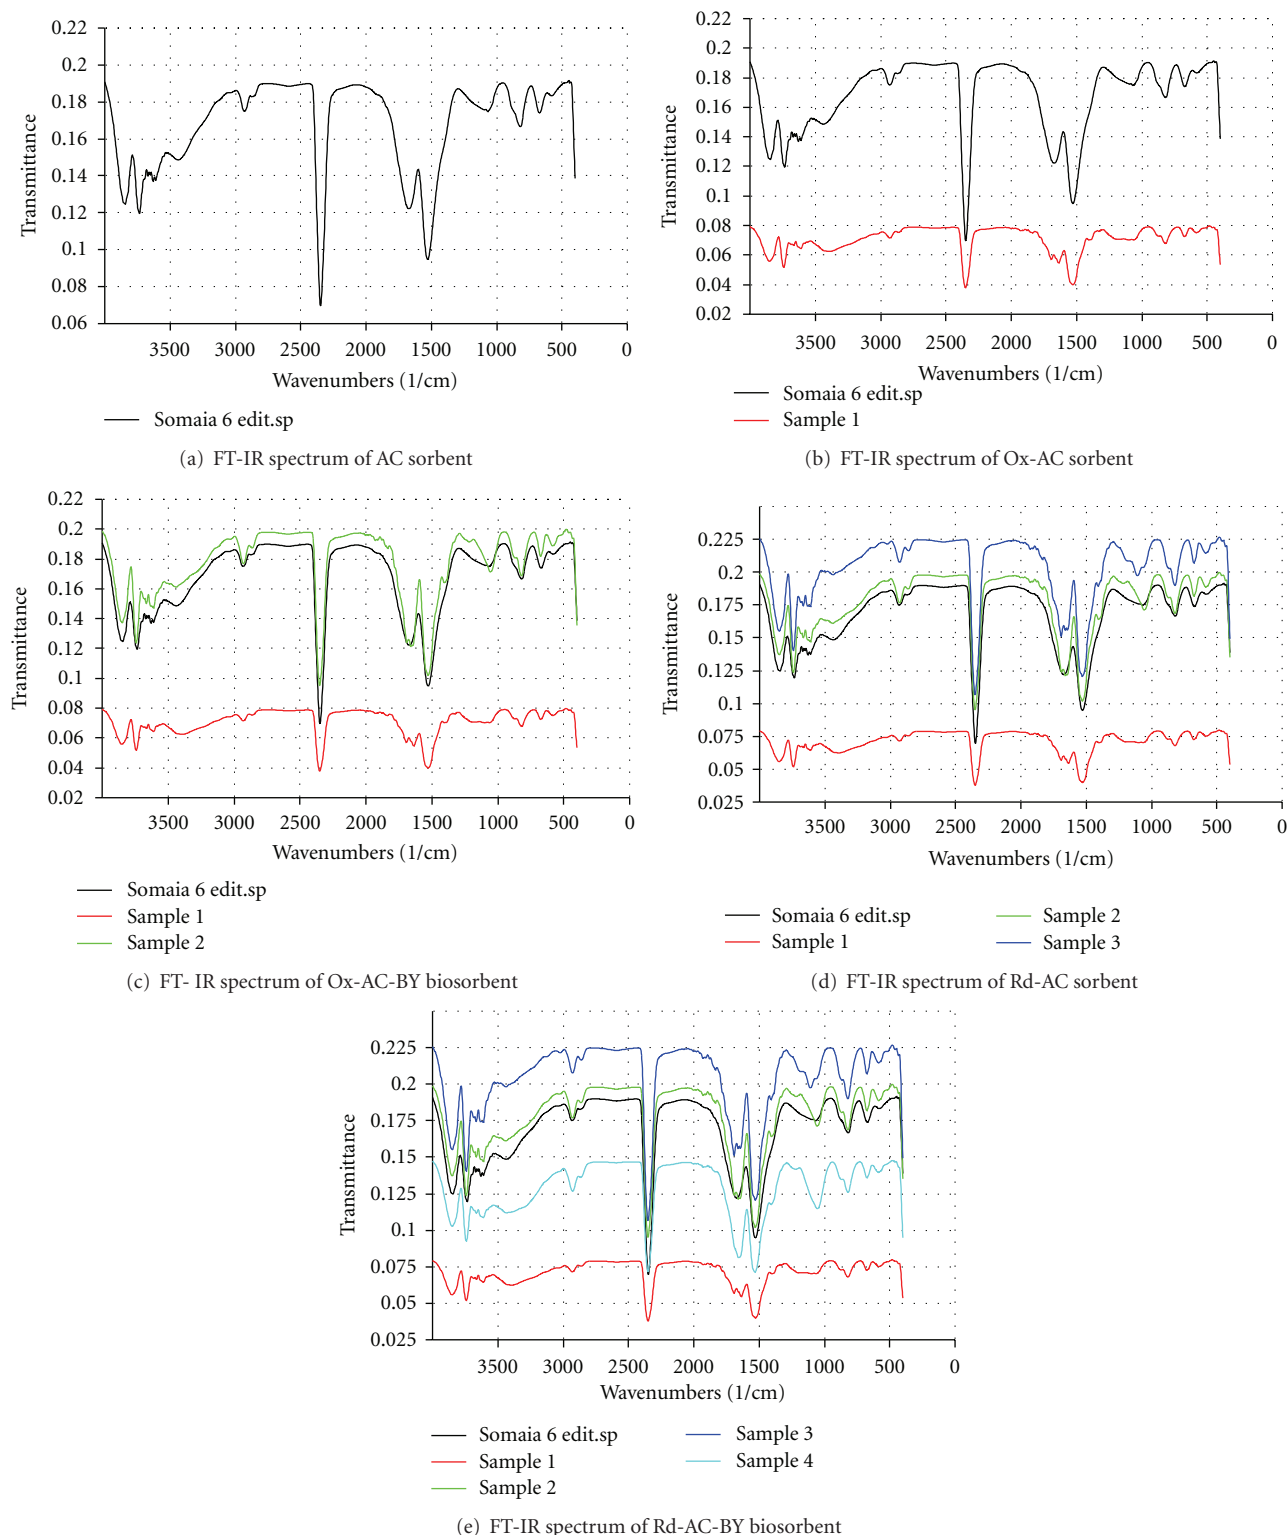 0.22
0.2
0.18
0.16
0.14
0.12
0.1
0.08
0.06
Transmittance
3500 3000 2500 2000 1500 1000 500 0
Wavenumbers (1/cm)
Somaia 6 edit.sp
(a) FT-IR spectrum of AC sorbent
0.22
0.2
0.18
0.16
0.14
0.12
0.1
0.08
0.06
0.04
0.02
Transmittance
3500 3000 2500 2000 1500 1000 500 0
Wavenumbers (1/cm)
Somaia 6 edit.sp
Sample 1
(b) FT-IR spectrum of Ox-AC sorbent
0.22
0.2
0.18
0.16
0.14
0.12
0.1
0.08
0.06
0.04
0.02
Transmittance
3500 3000 2500 2000 1500 1000 500 0
Wavenumbers (1/cm)
Somaia 6 edit.sp
Sample 1
Sample 2
(c) FT- IR spectrum of Ox-AC-BY biosorbent
0.225
0.2
0.175
0.15
0.125
0.1
0.075
0.05
0.025
Transmittance
3500 3000 2500 2000 1500 1000 500 0
Wavenumbers (1/cm)
Somaia 6 edit.sp
Sample 1
Sample 2
Sample 3
(d) FT-IR spectrum of Rd-AC sorbent
0.225
0.2
0.175
0.15
0.125
0.1
0.075
0.05
0.025
Transmittance
3500 3000 2500 2000 1500 1000 500 0
Wavenumbers (1/cm)
Somaia 6 edit.sp
Sample 1
Sample 2
Sample 3
Sample 4
(e) FT-IR spectrum of Rd-AC-BY biosorbent